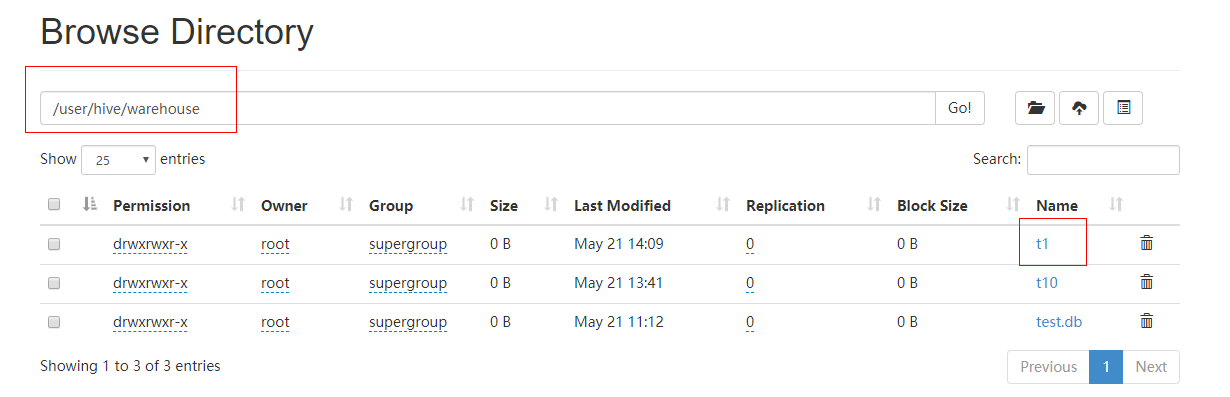 Browse Directory
/user/hive/warehouse Go!
Show 25 entries Search:
Permission Owner Group Size Last Modified Replication Block Size Name
drwxrwxr-x root supergroup 0 B May 21 14:09 0 0 B t1
drwxrwxr-x root supergroup 0 B May 21 13:41 0 0 B t10
drwxrwxr-x root supergroup 0 B May 21 11:12 0 0 B test.db
Showing 1 to 3 of 3 entries Previous 1 Next